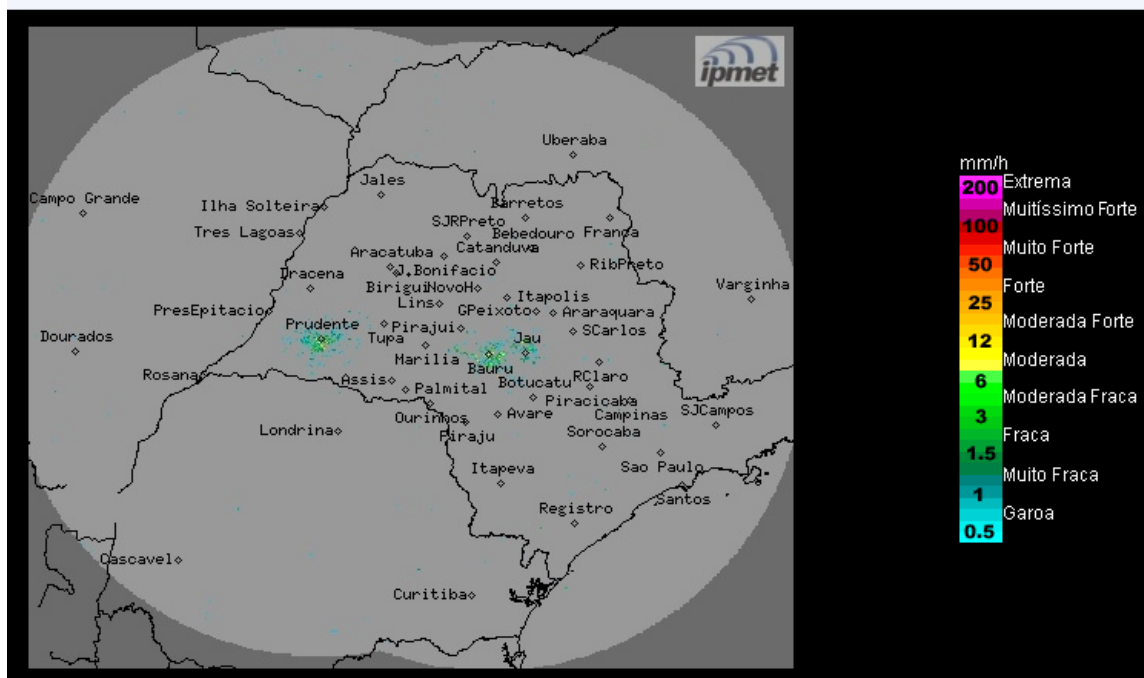 ipmet
Uberaba
Jales
Campo Grande
Ilha Solteira
Barretos
SJRPreto
Tres Lagoas
Bebedouro
Franca
Catanduva
Aracatuba
J.Bonifacio
RibPreto
Dracena
Birigui
NovoH
Varginha
Lins
Itapolis
PresEpitacio
GPeixoto
Araraquara
Prudente
Pirajui
SCarlos
Dourados
Tupa
Jau
Marilia
Bauru
Rosana
Assis
Botucatu
RClaro
Palmital
Piracicaba
Ourinhos
Avare
Campinas
SJCampos
Londrina
Piraju
Sorocaba
Itapeva
Sao Paulo
Santos
Registro
Cascavel
Curitiba
mm/h
200 Extrema
Muitíssimo Forte
100
Muito Forte
50
Forte
25
Moderada Forte
12
Moderada
6
Moderada Fraca
3
Fraca
1.5
Muito Fraca
1
Garoa
0.5